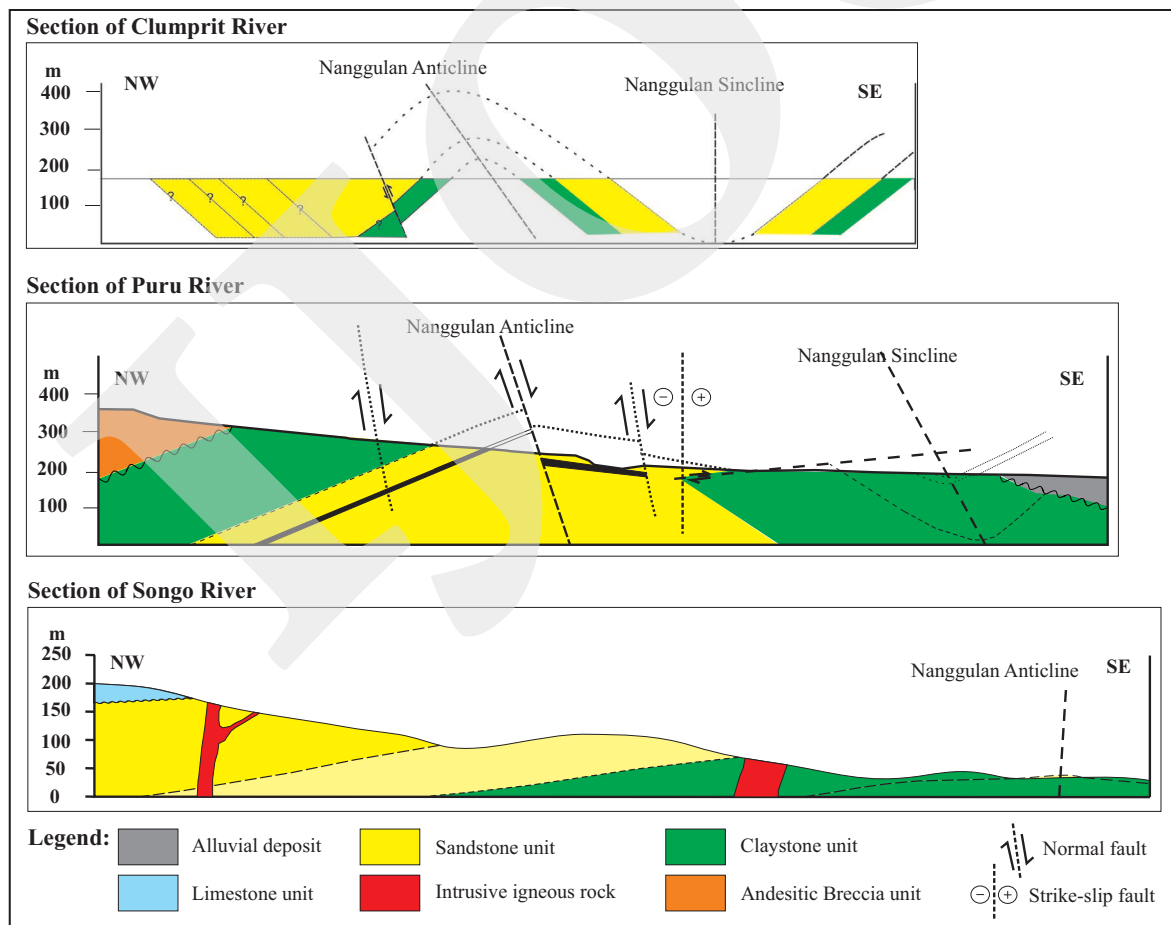 Section of Clumprit River
m
NW
Nanggulan Anticline
Nanggulan Sincline
SE
400
300
200
100
?
?
?
?
?
Section of Puru River
Nanggulan Anticline
Nanggulan Sincline
m
NW
SE
400
300
200
100
− +
Section of Songo River
m
NW
Nanggulan Anticline
SE
250
200
150
100
50
0
Legend:
Alluvial deposit
Sandstone unit
Claystone unit
Normal fault
Limestone unit
Intrusive igneous rock
Andesitic Breccia unit
− + Strike-slip fault